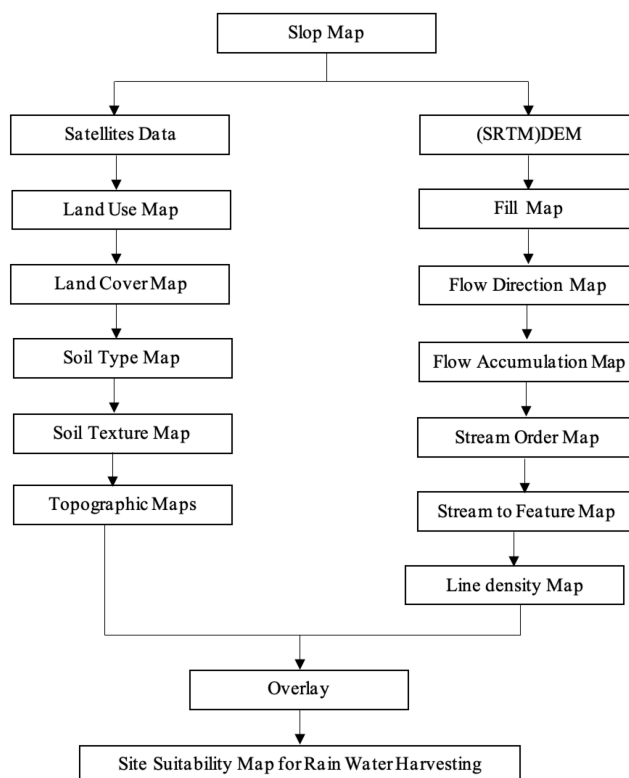 Slop Map
Satellites Data
Land Use Map
Land Cover Map
Soil Type Map
Soil Texture Map
Topographic Maps
(SRTM)DEM
Fill Map
Flow Direction Map
Flow Accumulation Map
Stream Order Map
Stream to Feature Map
Line density Map
Overlay
Site Suitability Map for Rain Water Harvesting